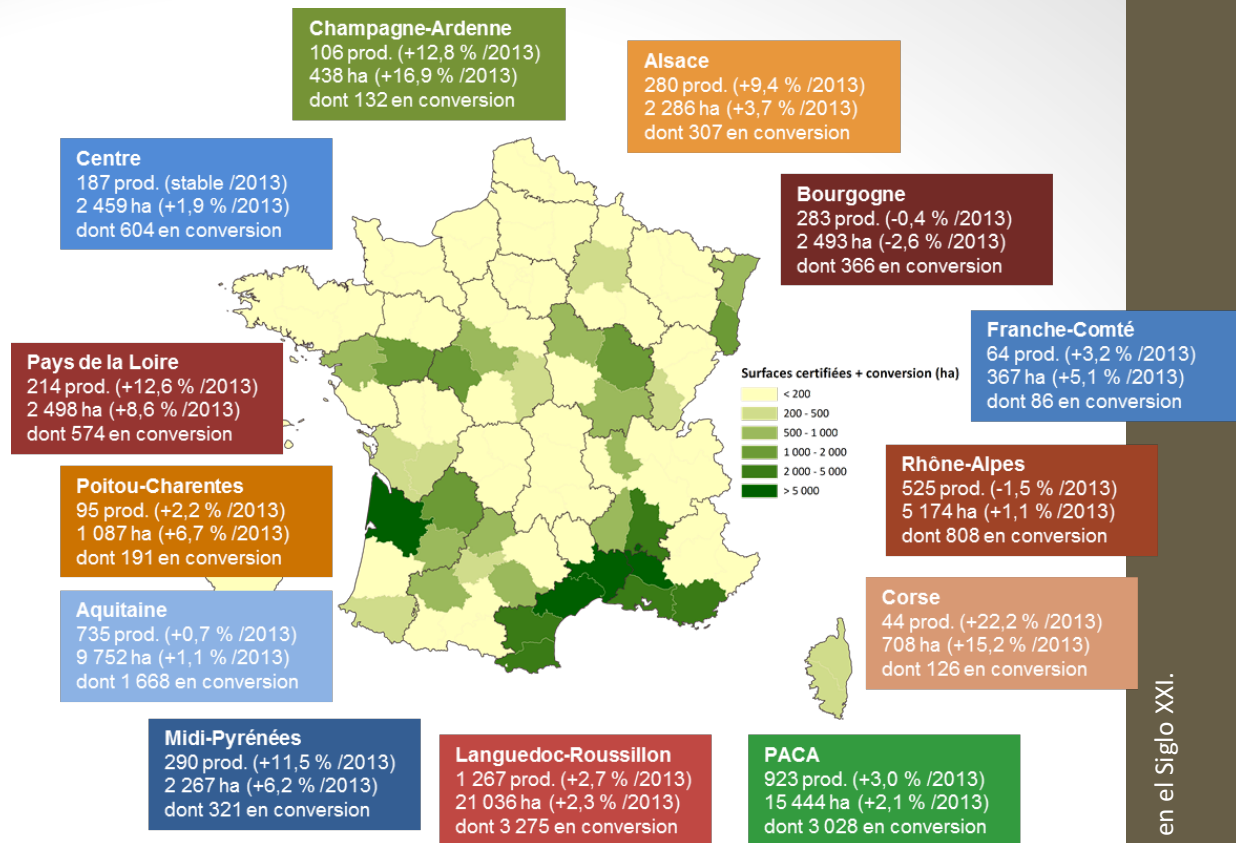 Champagne-Ardenne
106 prod. (+12,8 % /2013)
438 ha (+16,9 % /2013)
dont 132 en conversion
Alsace
280 prod. (+9,4 % /2013)
2 286 ha (+3,7 % /2013)
dont 307 en conversion
Centre
187 prod. (stable /2013)
2 459 ha (+1,9 % /2013)
dont 604 en conversion
Bourgogne
283 prod. (-0,4 % /2013)
2 493 ha (-2,6 % /2013)
dont 366 en conversion
Franche-Comté
64 prod. (+3,2 % /2013)
367 ha (+5,1 % /2013)
dont 86 en conversion
Pays de la Loire
214 prod. (+12,6 % /2013)
2 498 ha (+8,6 % /2013)
dont 574 en conversion
Surfaces certifiées + conversion (ha)
< 200
200 - 500
500 - 1 000
1 000 - 2 000
2 000 - 5 000
> 5 000
Rhône-Alpes
525 prod. (-1,5 % /2013)
5 174 ha (+1,1 % /2013)
dont 808 en conversion
Poitou-Charentes
95 prod. (+2,2 % /2013)
1 087 ha (+6,7 % /2013)
dont 191 en conversion
Corse
44 prod. (+22,2 % /2013)
708 ha (+15,2 % /2013)
dont 126 en conversion
Aquitaine
735 prod. (+0,7 % /2013)
9 752 ha (+1,1 % /2013)
dont 1 668 en conversion
Midi-Pyrénées
290 prod. (+11,5 % /2013)
2 267 ha (+6,2 % /2013)
dont 321 en conversion
Languedoc-Roussillon
1 267 prod. (+2,7 % /2013)
21 036 ha (+2,3 % /2013)
dont 3 275 en conversion
PACA
923 prod. (+3,0 % /2013)
15 444 ha (+2,1 % /2013)
dont 3 028 en conversion
en el Siglo XXI.